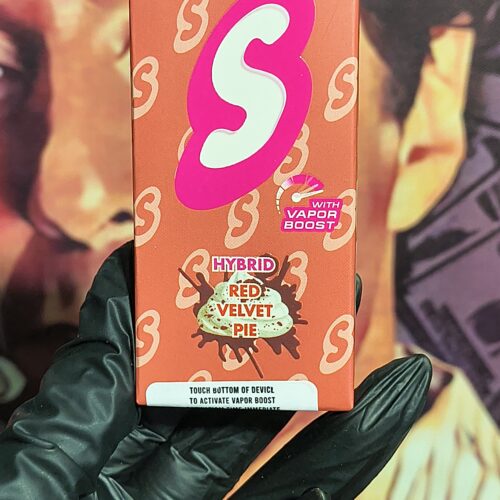 S
WITH
VAPOR
BOOST
HYBRID
RED
VELVET
PIE
TOUCH BOTTOM OF DEVICE
TO ACTIVATE VAPOR BOOST